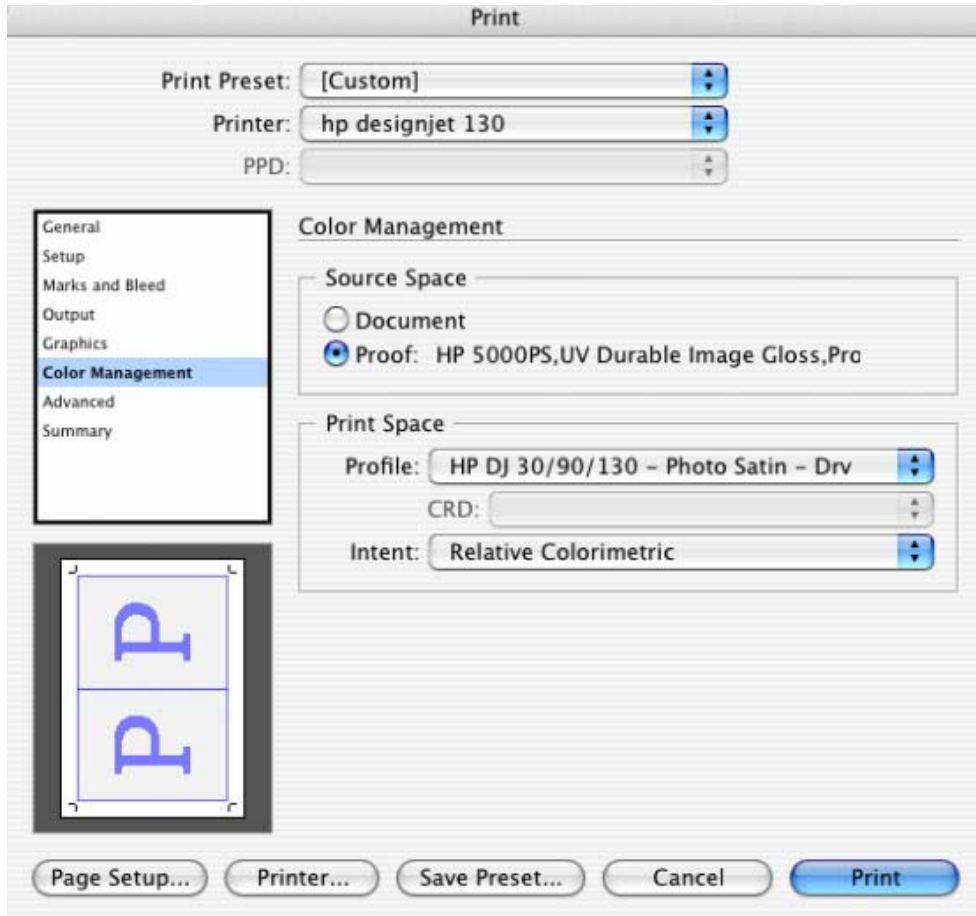 Print
Print Preset: [Custom]
Printer: hp designjet 130
PPD:
General
Setup
Marks and Bleed
Output
Graphics
Color Management
Advanced
Summary
Color Management
Source Space
Document
Proof: HP 5000PS,UV Durable Image Gloss,Pro
Print Space
Profile: HP DJ 30/90/130 – Photo Satin – Drv
CRD:
Intent: Relative Colorimetric
P
P
Page Setup... Printer... Save Preset... Cancel Print